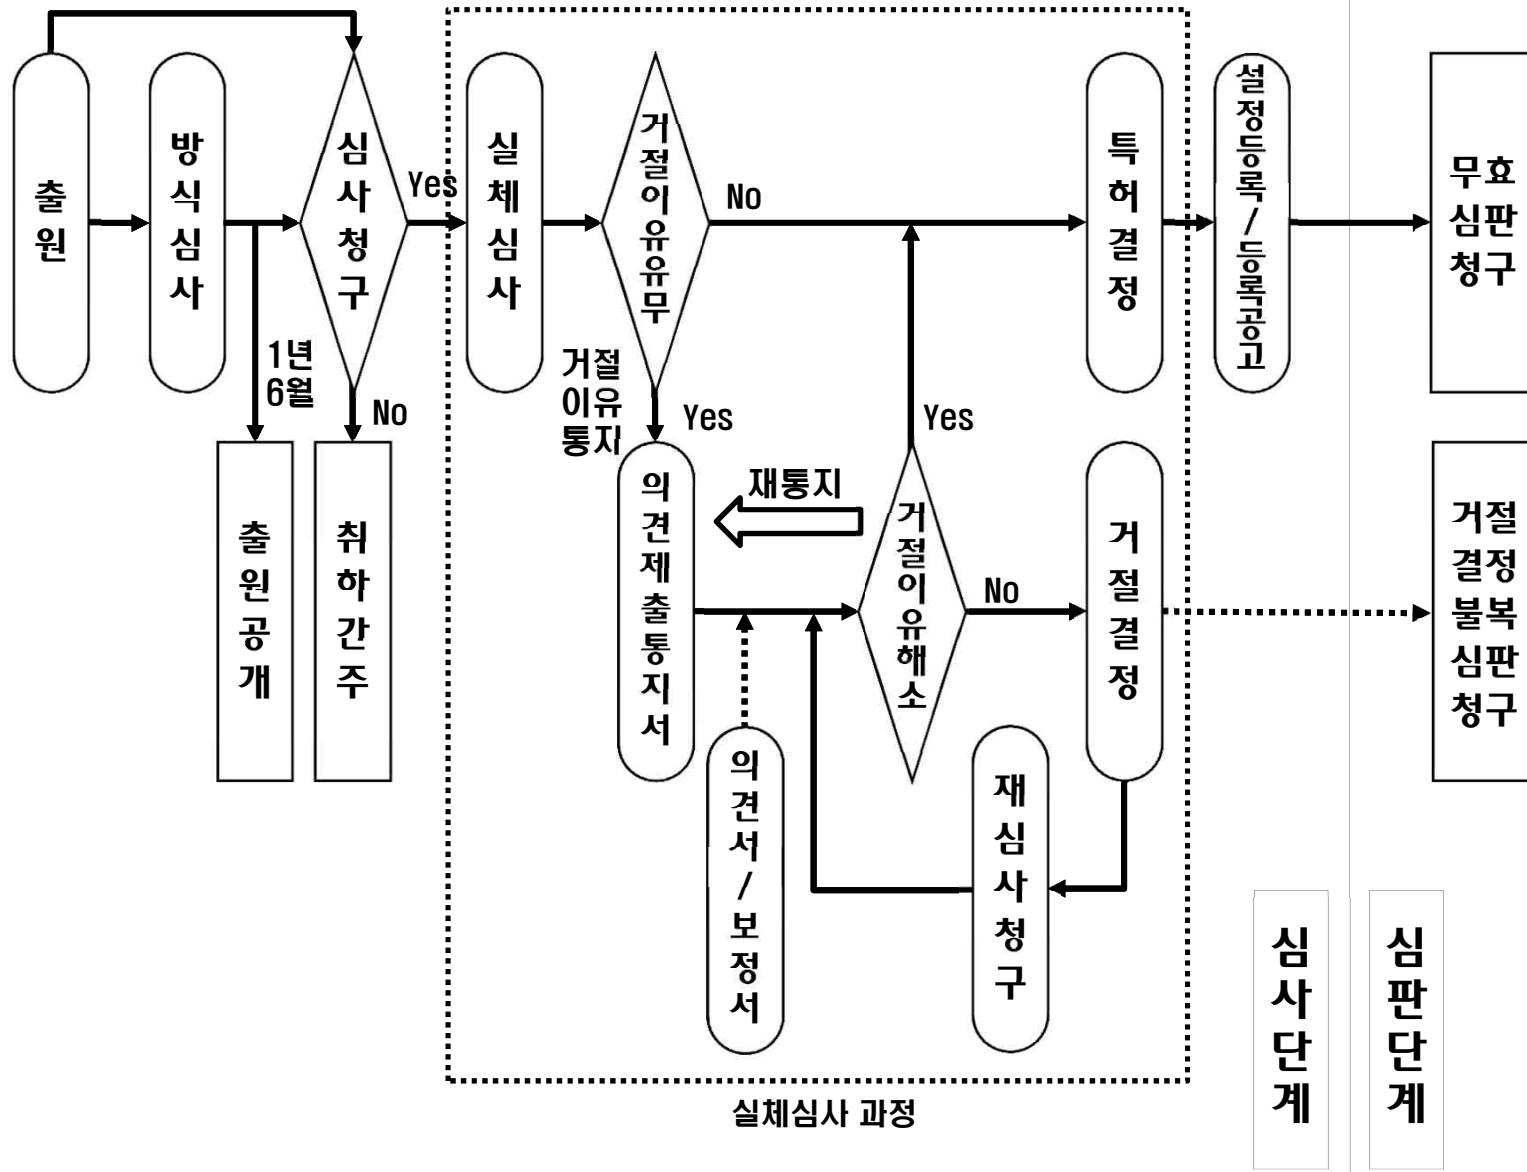 출원
방식심사
심사청구
Yes
실체심사
거절이유유무
No
특허결정
설정등록/등록공고
무효
심판
청구
1년
6월
No
거절
이유
통지
Yes
Yes
출원공개
취하간주
의견제출통지서
재통지
거절이유해소
No
거절결정
거절
결정
불복
심판
청구
의견서/보정서
재심사청구
심사단계
심판단계
실체심사 과정